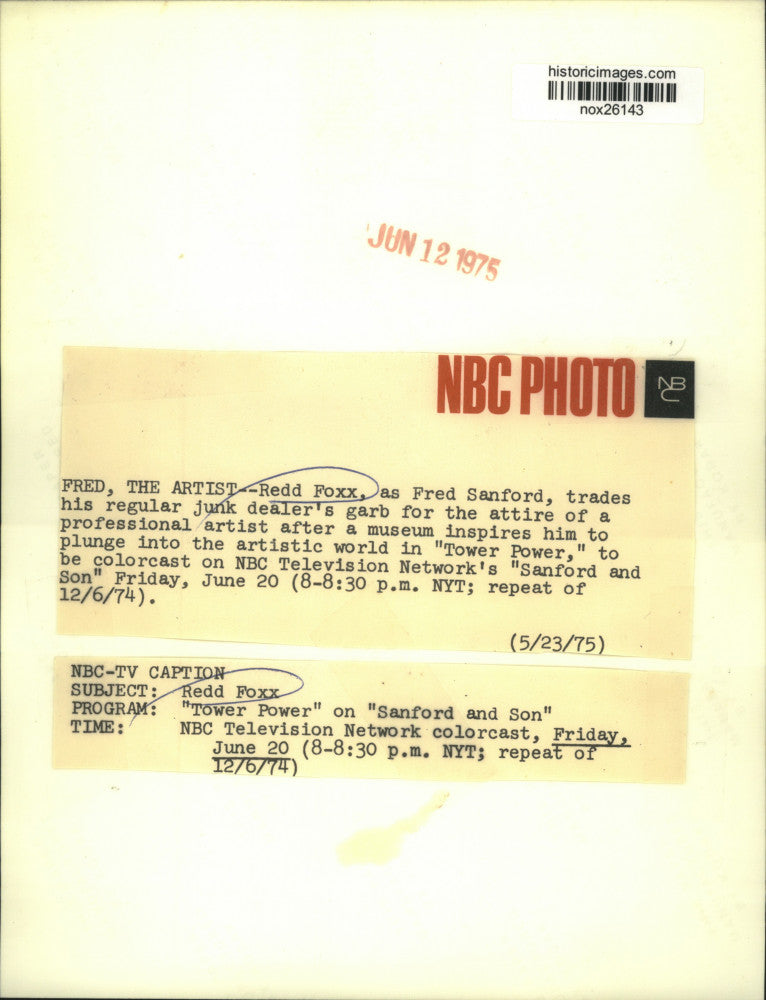 historicimages.com
nox26143
JUN 12 1975
NBC PHOTO
NBC
FRED, THE ARTIST--Redd Foxx, as Fred Sanford, trades
his regular junk dealer's garb for the attire of a
professional artist after a museum inspires him to
plunge into the artistic world in "Tower Power," to
be colorcast on NBC Television Network's "Sanford and
Son" Friday, June 20 (8-8:30 p.m. NYT; repeat of
12/6/74).
(5/23/75)
NBC-TV CAPTION
SUBJECT: Redd Foxx
PROGRAM: "Tower Power" on "Sanford and Son"
TIME: NBC Television Network colorcast, Friday,
June 20 (8-8:30 p.m. NYT; repeat of
12/6/74)